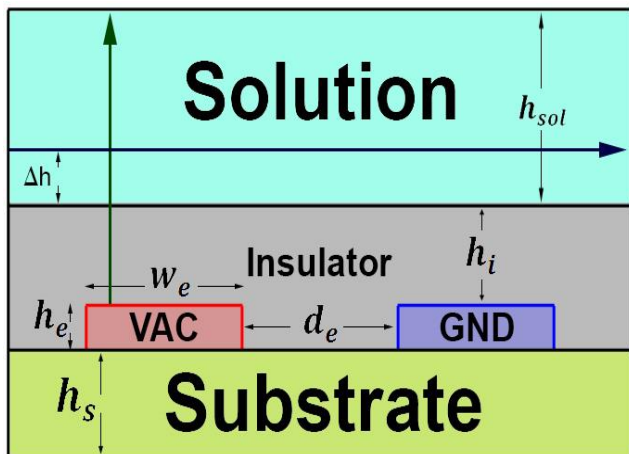 Solution
h_sol
Δh
Insulator
h_i
w_e
h_e
VAC
d_e
GND
h_s
Substrate